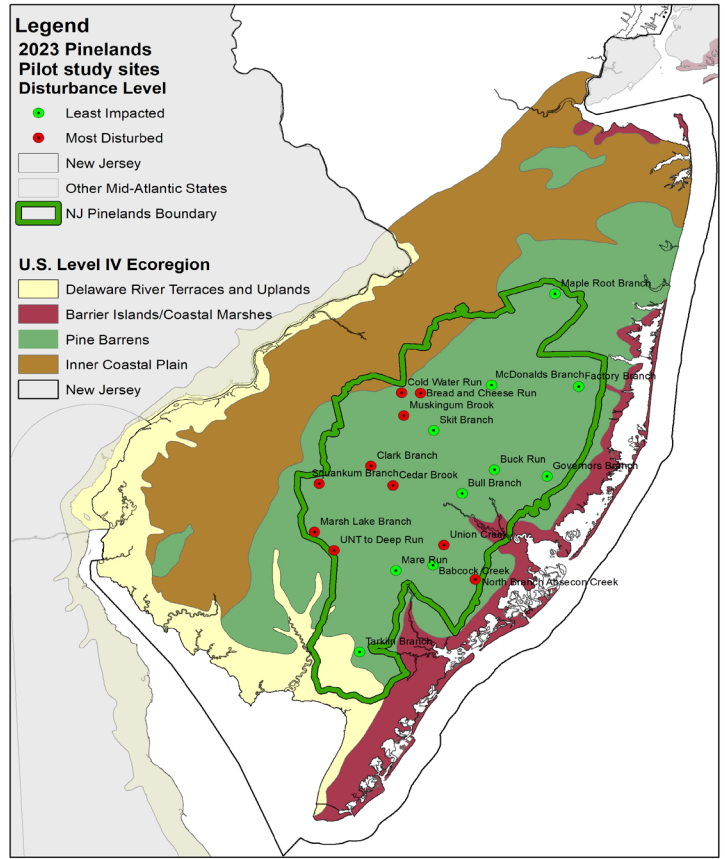 Legend
2023 Pinelands
Pilot study sites
Disturbance Level
Least Impacted
Most Disturbed
New Jersey
Other Mid-Atlantic States
NJ Pinelands Boundary
U.S. Level IV Ecoregion
Delaware River Terraces and Uplands
Barrier Islands/Coastal Marshes
Pine Barrens
Inner Coastal Plain
New Jersey
Maple Root Branch
McDonalds Branch
Factory Branch
Cold Water Run
Bread and Cheese Run
Muskingum Brook
Skit Branch
Clark Branch
Buck Run
Governors Branch
Squankum Branch
Cedar Brook
Bull Branch
Marsh Lake Branch
Union Creek
UNT to Deep Run
Mare Run
Babcock Creek
North Branch Absecon Creek
Tarkiln Branch